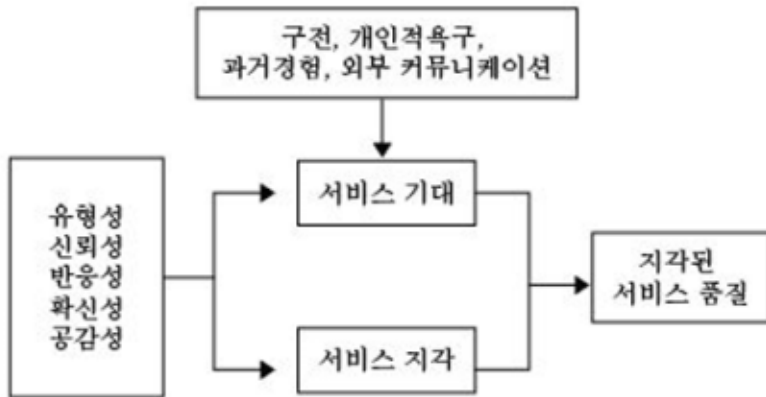 구전, 개인적욕구,
과거경험, 외부 커뮤니케이션
유형성
신뢰성
반응성
확신성
공감성
서비스 기대
서비스 지각
지각된
서비스 품질